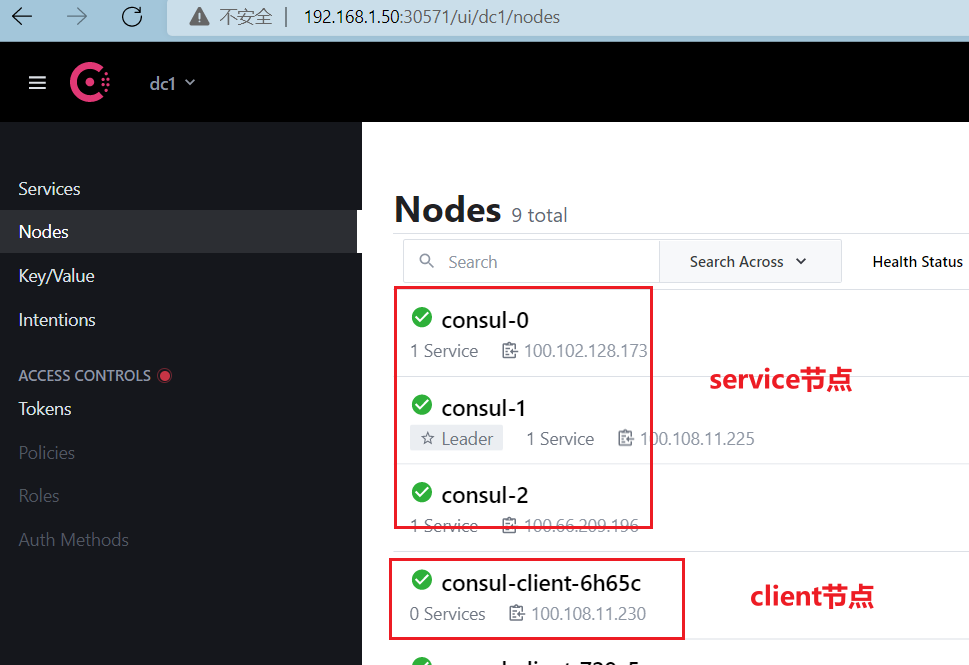 不安全 | 192.168.1.50:30571/ui/dc1/nodes
dc1
Services
Nodes
Key/Value
Intentions
ACCESS CONTROLS
Tokens
Policies
Roles
Auth Methods
Nodes 9 total
Search
Search Across
Health Status
consul-0
1 Service 100.102.128.173
service节点
consul-1
Leader 1 Service 100.108.11.225
consul-2
1 Service 100.66.209.196
consul-client-6h65c
0 Services 100.108.11.230
client节点